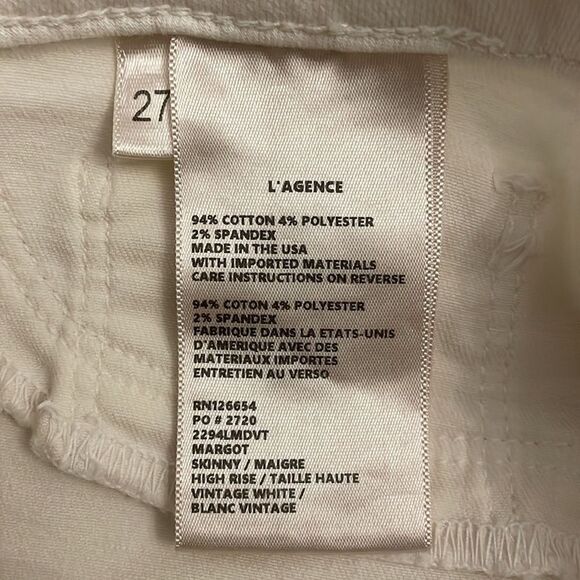 27
L'AGENCE
94% COTTON 4% POLYESTER
2% SPANDEX
MADE IN THE USA
WITH IMPORTED MATERIALS
CARE INSTRUCTIONS ON REVERSE
94% COTON 4% POLYESTER
2% SPANDEX
FABRIQUE DANS LA ETATS-UNIS
D'AMERIQUE AVEC DES
MATERIAUX IMPORTES
ENTRETIEN AU VERSO
RN126654
PO # 2720
2294LMDVT
MARGOT
SKINNY / MAIGRE
HIGH RISE / TAILLE HAUTE
VINTAGE WHITE /
BLANC VINTAGE